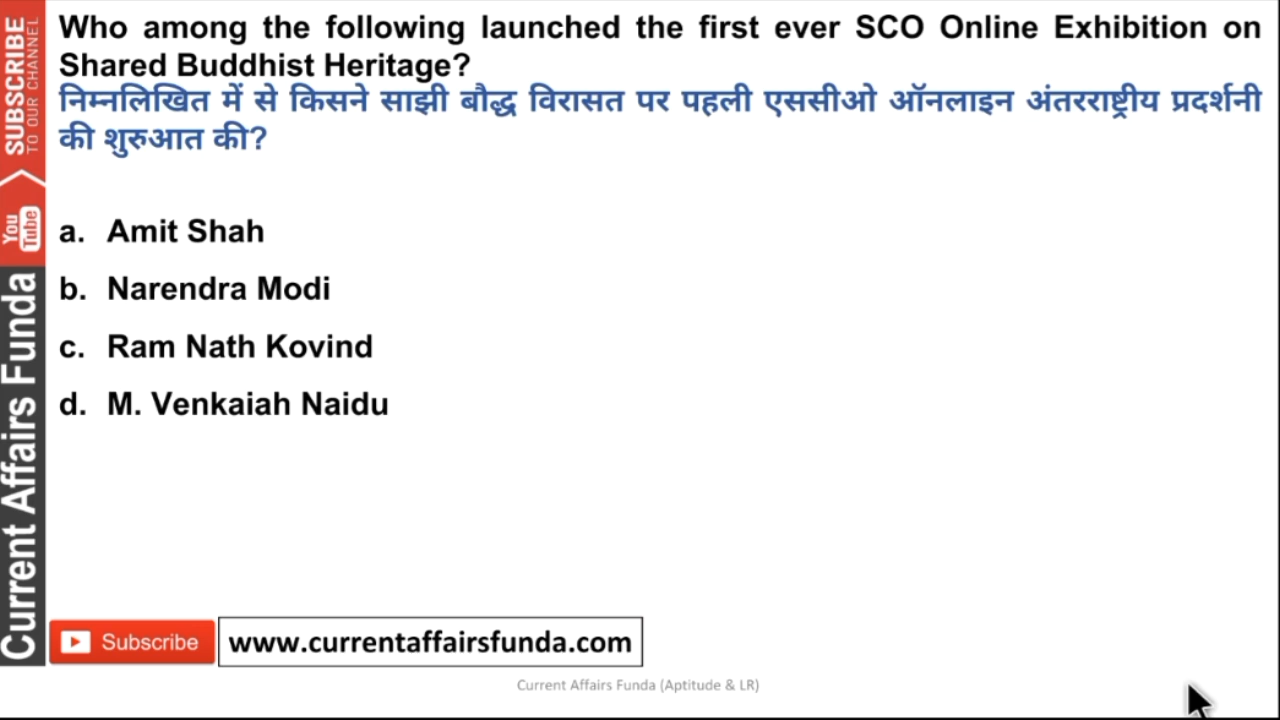 Who among the following launched the first ever SCO Online Exhibition on
Shared Buddhist Heritage?
निम्नलिखित में से किसने साझी बौद्ध विरासत पर पहली एससीओ ऑनलाइन अंतरराष्ट्रीय प्रदर्शनी
की शुरुआत की?
a. Amit Shah
b. Narendra Modi
c. Ram Nath Kovind
d. M. Venkaiah Naidu
SUBSCRIBE
TO OUR CHANNEL
You
Tube
Current Affairs Funda
Subscribe
www.currentaffairsfunda.com
Current Affairs Funda (Aptitude & LR)